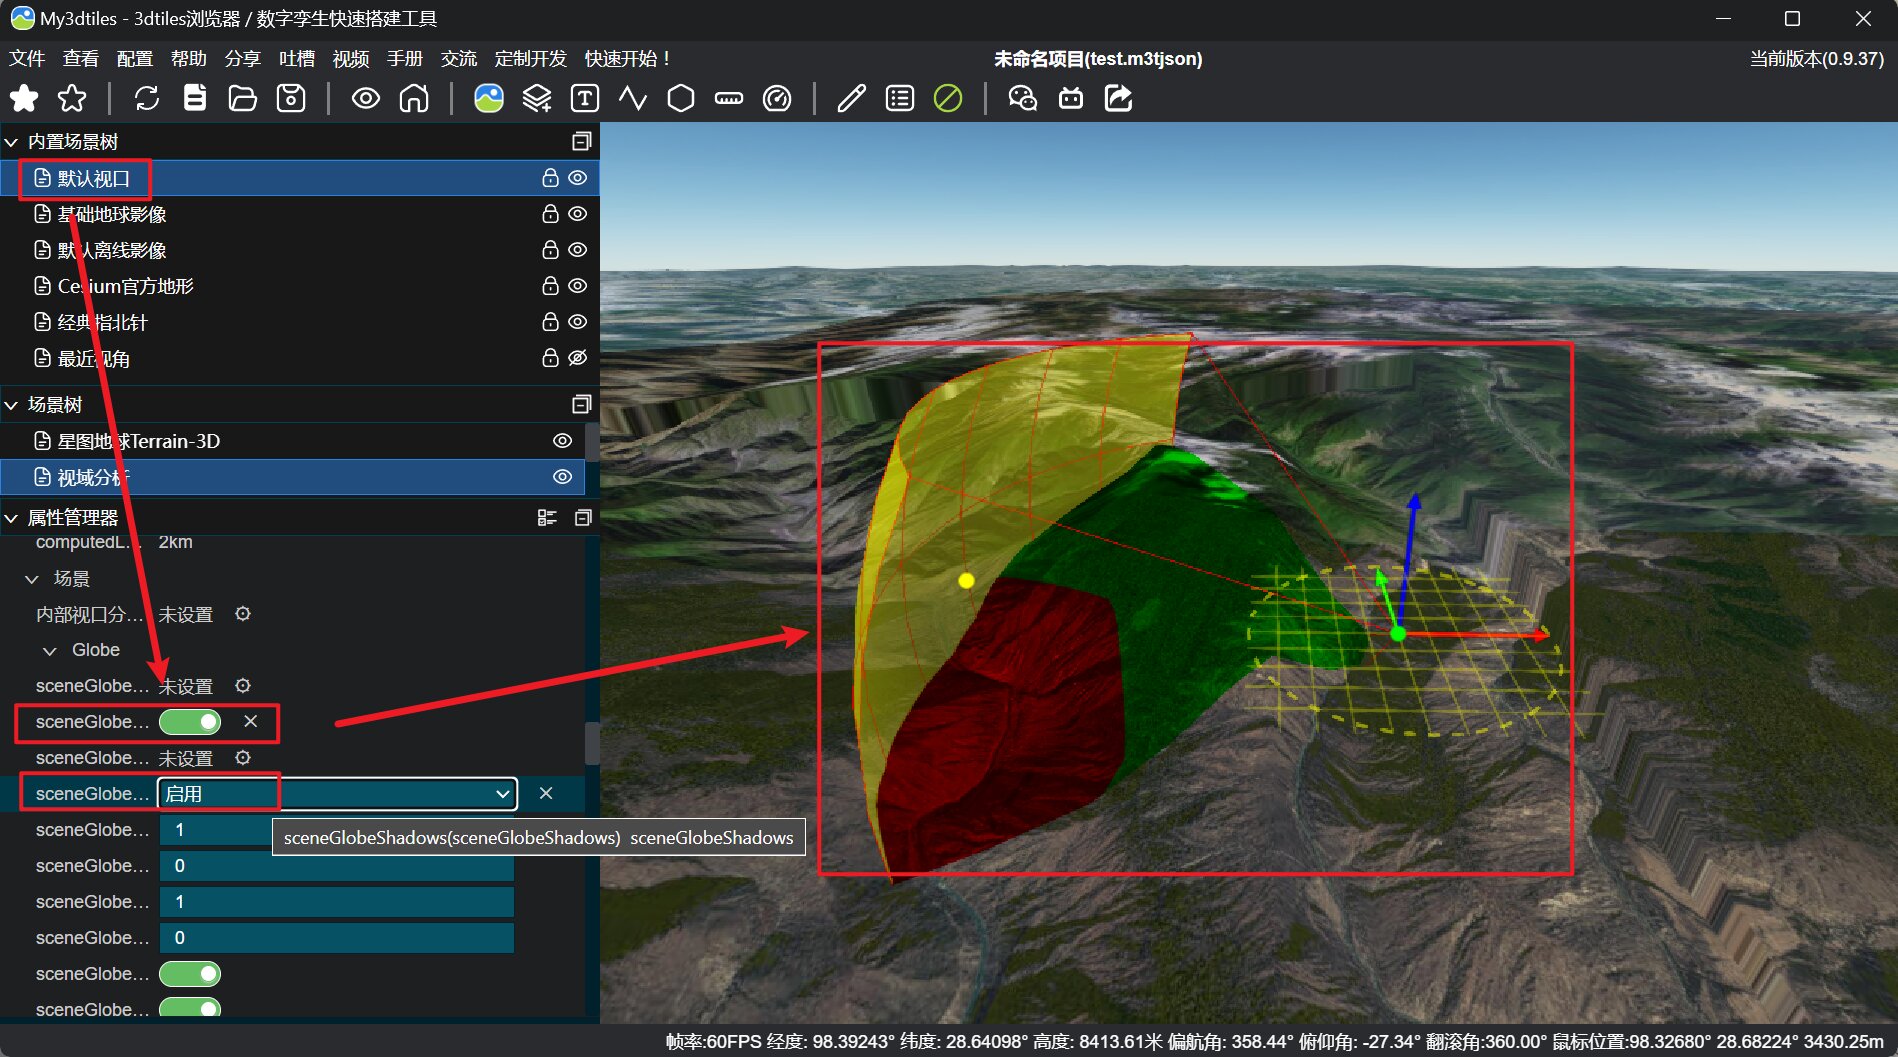 My3dtiles - 3dtiles浏览器 / 数字孪生快速搭建工具
文件 查看 配置 帮助 分享 吐槽 视频 手册 交流 定制开发 快速开始！ 未命名项目(test.m3tjson) 当前版本(0.9.37)
内置场景树
默认视口
基础地球影像
默认离线影像
Cesium官方地形
经典指北针
最近视角
场景树
星图地球Terrain-3D
视域分析
属性管理器
computedL... 2km
场景
内部视口分... 未设置
Globe
sceneGlobe... 未设置
sceneGlobe...
sceneGlobe... 未设置
sceneGlobe... 启用
sceneGlobe... 1
sceneGlobeShadows(sceneGlobeShadows) sceneGlobeShadows
sceneGlobe... 0
sceneGlobe... 1
sceneGlobe... 0
sceneGlobe...
sceneGlobe...
帧率:60FPS 经度: 98.39243° 纬度: 28.64098° 高度: 8413.61米 偏航角: 358.44° 俯仰角: -27.34° 翻滚角:360.00° 鼠标位置:98.32680° 28.68224° 3430.25m